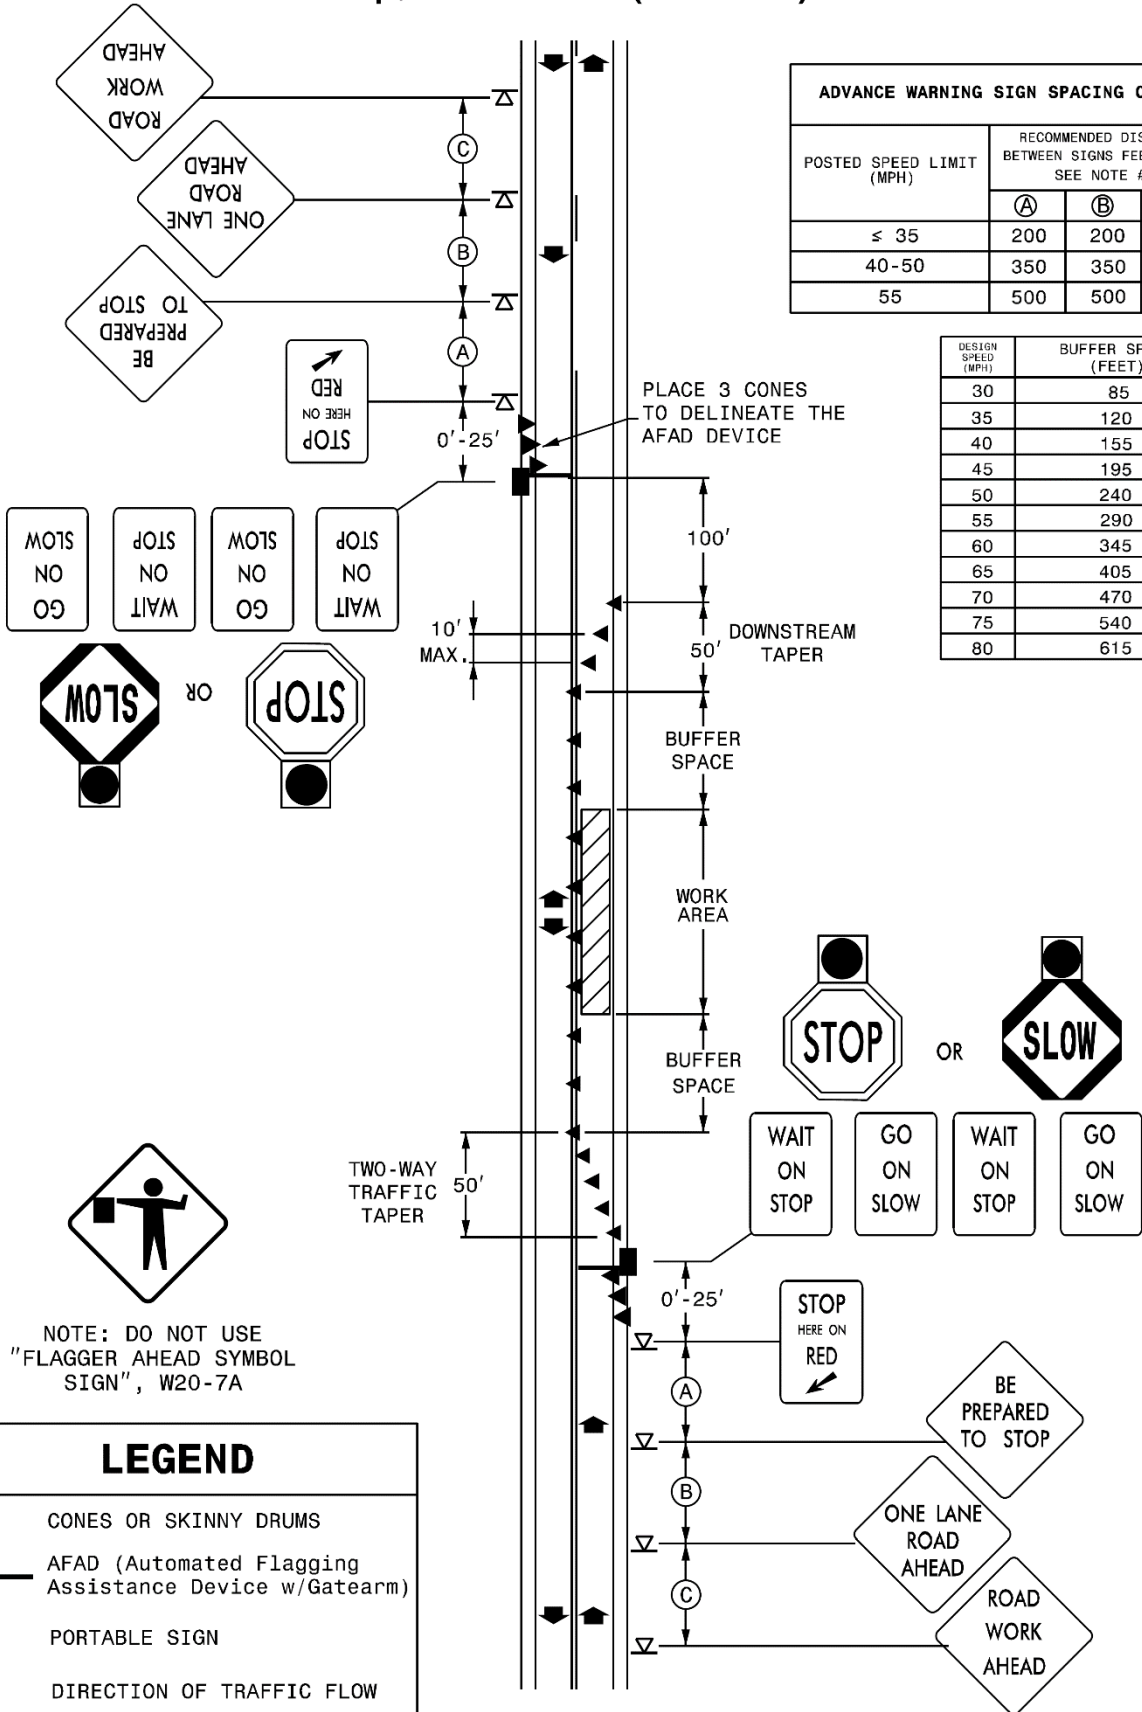 ROAD
WORK
AHEAD
ONE LANE
ROAD
AHEAD
BE
PREPARED
TO STOP
STOP
HERE ON
RED
C
B
A
0'-25'
PLACE 3 CONES
TO DELINEATE THE
AFAD DEVICE
ADVANCE WARNING SIGN SPACING
POSTED SPEED LIMIT
(MPH)
RECOMMENDED
BETWEEN SIGNS
SEE NOTE
A B
≤ 35 200 200
40-50 350 350
55 500 500
DESIGN
SPEED
(MPH)
BUFFER
(FEET)
30 85
35 120
40 155
45 195
50 240
55 290
60 345
65 405
70 470
75 540
80 615
GO
ON
SLOW
WAIT
ON
STOP
GO
ON
SLOW
WAIT
ON
STOP
SLOW
OR
STOP
100'
10'
MAX.
50'
DOWNSTREAM
TAPER
BUFFER
SPACE
WORK
AREA
BUFFER
SPACE
TWO-WAY
TRAFFIC
TAPER
50'
STOP
OR
SLOW
WAIT
ON
STOP
GO
ON
SLOW
WAIT
ON
STOP
GO
ON
SLOW
0'-25'
STOP
HERE ON
RED
A
B
C
BE
PREPARED
TO STOP
ONE LANE
ROAD
AHEAD
ROAD
WORK
AHEAD
NOTE: DO NOT USE
"FLAGGER AHEAD SYMBOL
SIGN", W20-7A
LEGEND
CONES OR SKINNY DRUMS
AFAD (Automated Flagging
Assistance Device w/Gatearm)
PORTABLE SIGN
DIRECTION OF TRAFFIC FLOW